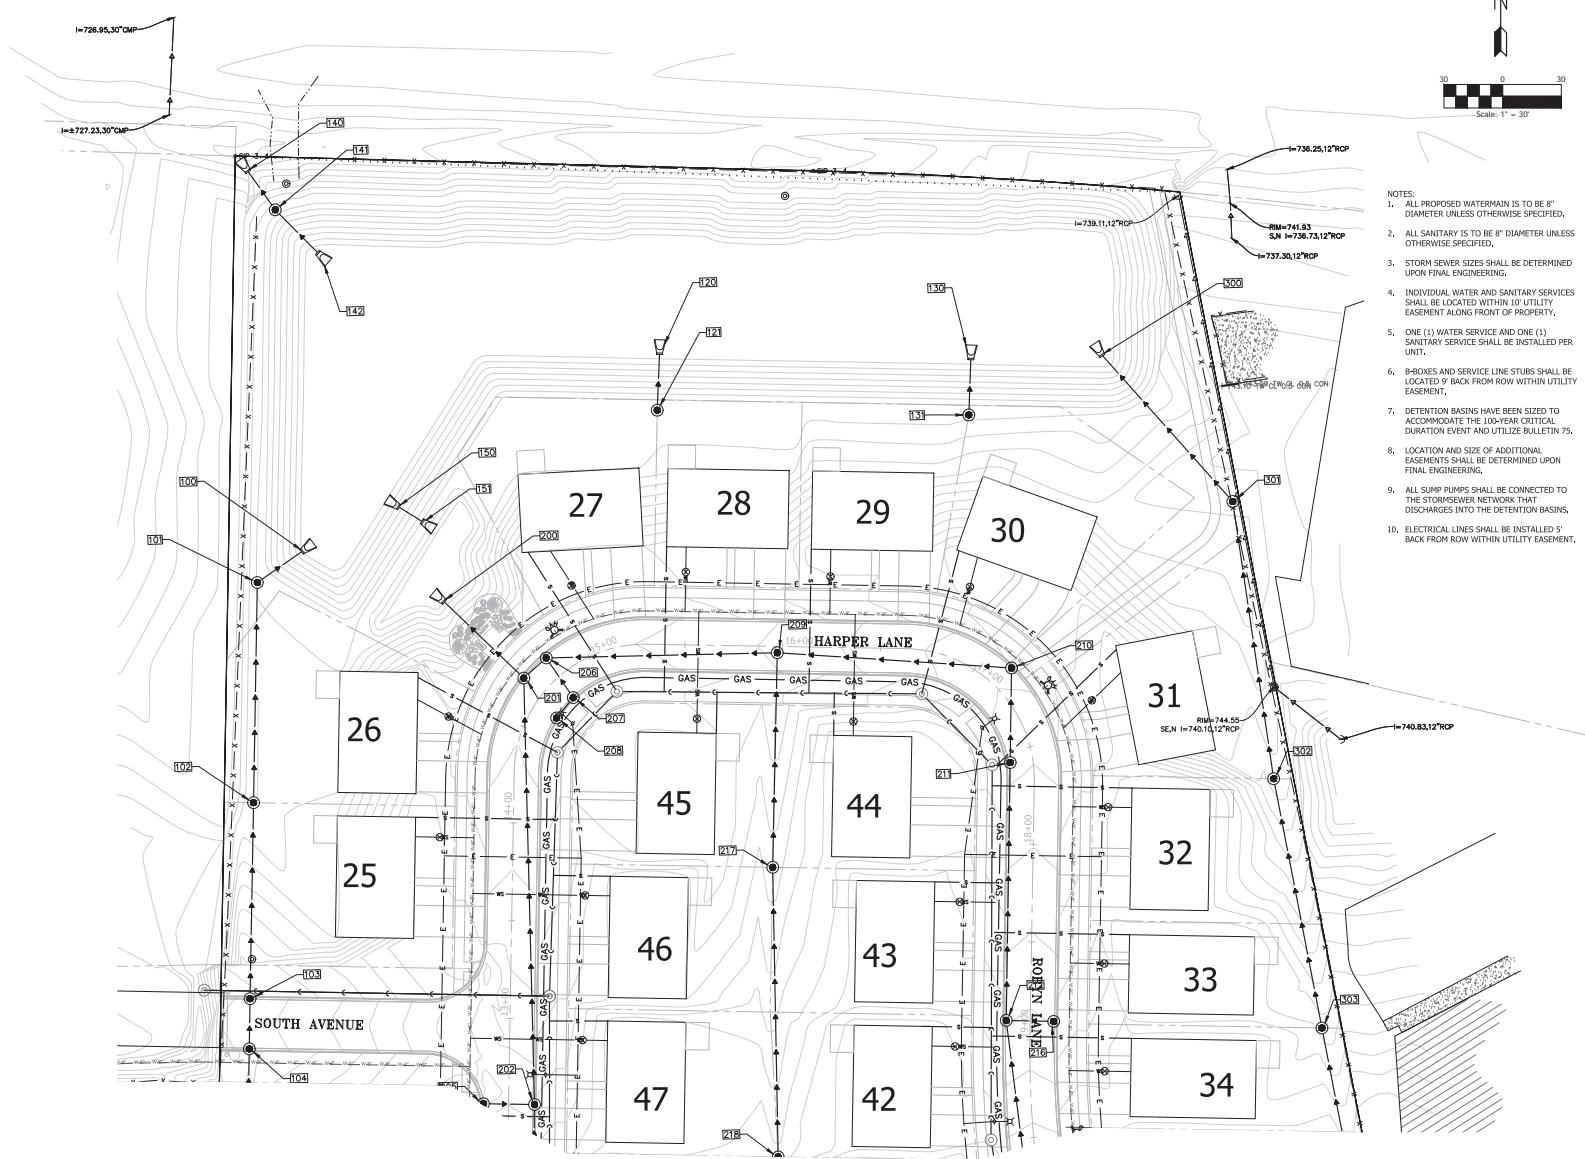 N
30 0 30
Scale: 1" = 30'
NOTES:
1. ALL PROPOSED WATERMAIN IS TO BE 8"
DIAMETER UNLESS OTHERWISE SPECIFIED.
2. ALL SANITARY IS TO BE 8" DIAMETER UNLESS
OTHERWISE SPECIFIED.
3. STORM SEWER SIZES SHALL BE DETERMINED
UPON FINAL ENGINEERING.
4. INDIVIDUAL WATER AND SANITARY SERVICES
SHALL BE LOCATED WITHIN 10' UTILITY
EASEMENT ALONG FRONT OF PROPERTY.
5. ONE (1) WATER SERVICE AND ONE (1)
SANITARY SERVICE SHALL BE INSTALLED PER
UNIT.
6. B-BOXES AND SERVICE LINE STUBS SHALL BE
LOCATED 9' BACK FROM ROW WITHIN UTILITY
EASEMENT.
7. DETENTION BASINS HAVE BEEN SIZED TO
ACCOMMODATE THE 100-YEAR CRITICAL
DURATION EVENT AND UTILIZE BULLETIN 75.
8. LOCATION AND SIZE OF ADDITIONAL
EASEMENTS SHALL BE DETERMINED UPON
FINAL ENGINEERING.
9. ALL SUMP PUMPS SHALL BE CONNECTED TO
THE STORMSEWER NETWORK THAT
DISCHARGES INTO THE DETENTION BASINS.
10. ELECTRICAL LINES SHALL BE INSTALLED 5'
BACK FROM ROW WITHIN UTILITY EASEMENT.
I=726.95,30"CMP
I=±727.23,30"CMP
140
141
142
I=736.25,12"RCP
I=739.11,12"RCP
RIM=741.93
S,N I=736.73,12"RCP
I=737.30,12"RCP
120
121
130
131
300
301
150
151
100
101
200
27
28
29
30
HARPER LANE
15+00
16+00
209
210
206
201
207
208
GAS GAS GAS GAS GAS
26
31
RIM=744.55
SE,N I=740.10,12"RCP
I=740.83,12"RCP
102
211
302
45
44
14+00
18+00
217
25
32
46
43
33
ROBYN LANE
103
SOUTH AVENUE
303
104
216
202
47
42
34
218